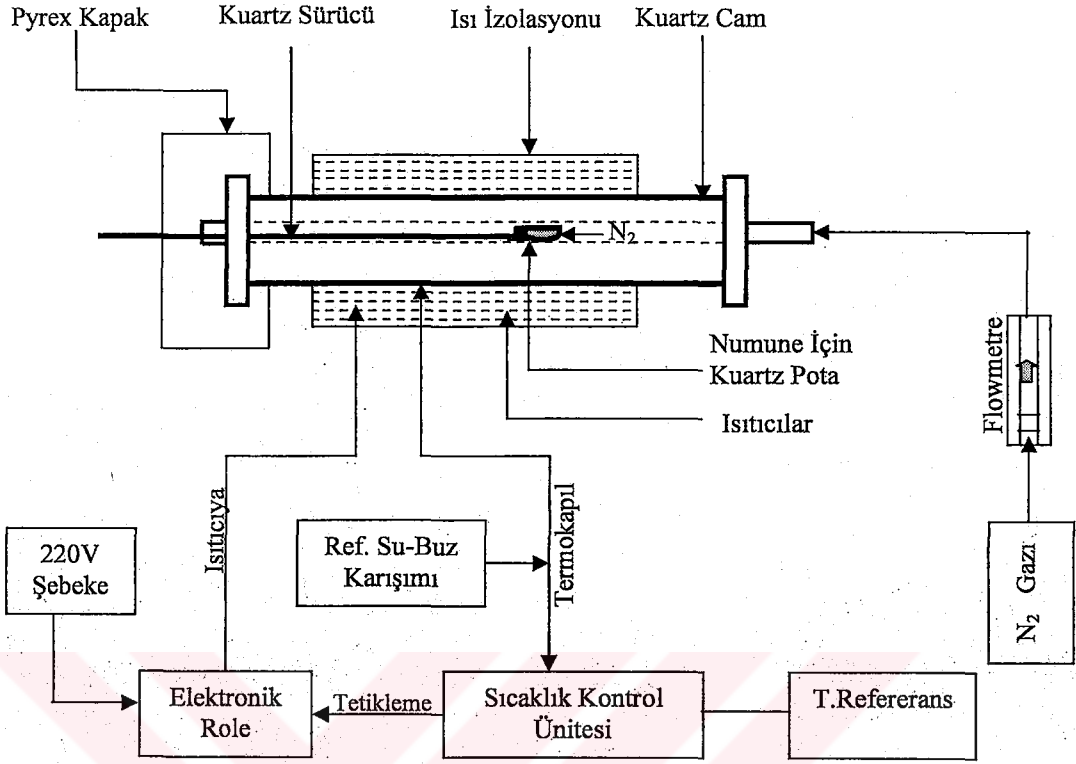 Pyrex Kapak
Kuartz Sürücü
Isı İzolasyonu
Kuartz Cam
N₂
Numune İçin
Kuartz Pota
Isıtıcılar
Flowmetre
Isıtıcıya
Termokapıl
220V
Şebeke
Ref. Su-Buz
Karışımı
N₂ Gazı
Elektronik
Role
Tetikleme
Sıcaklık Kontrol
Ünitesi
T.Refererans